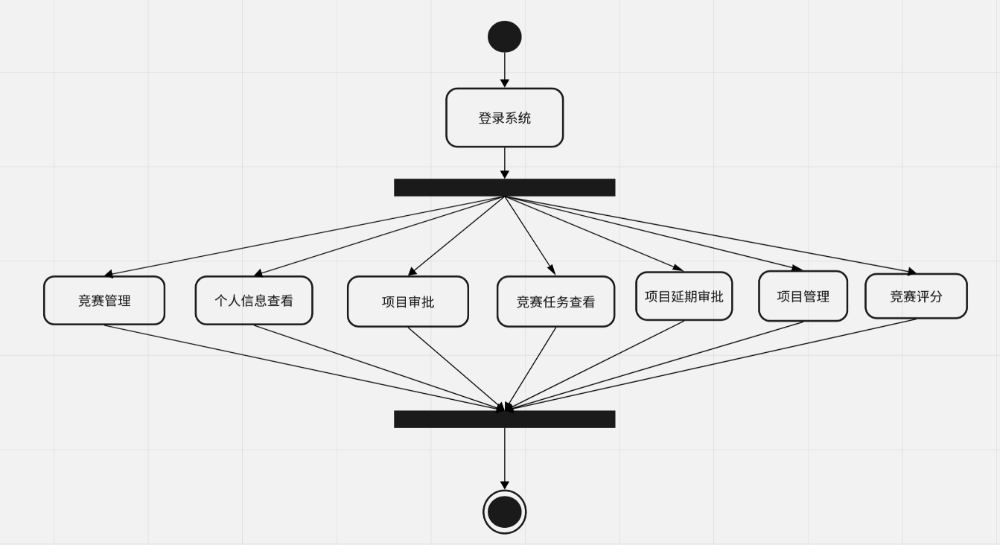 登录系统
竞赛管理
个人信息查看
项目审批
竞赛任务查看
项目延期审批
项目管理
竞赛评分